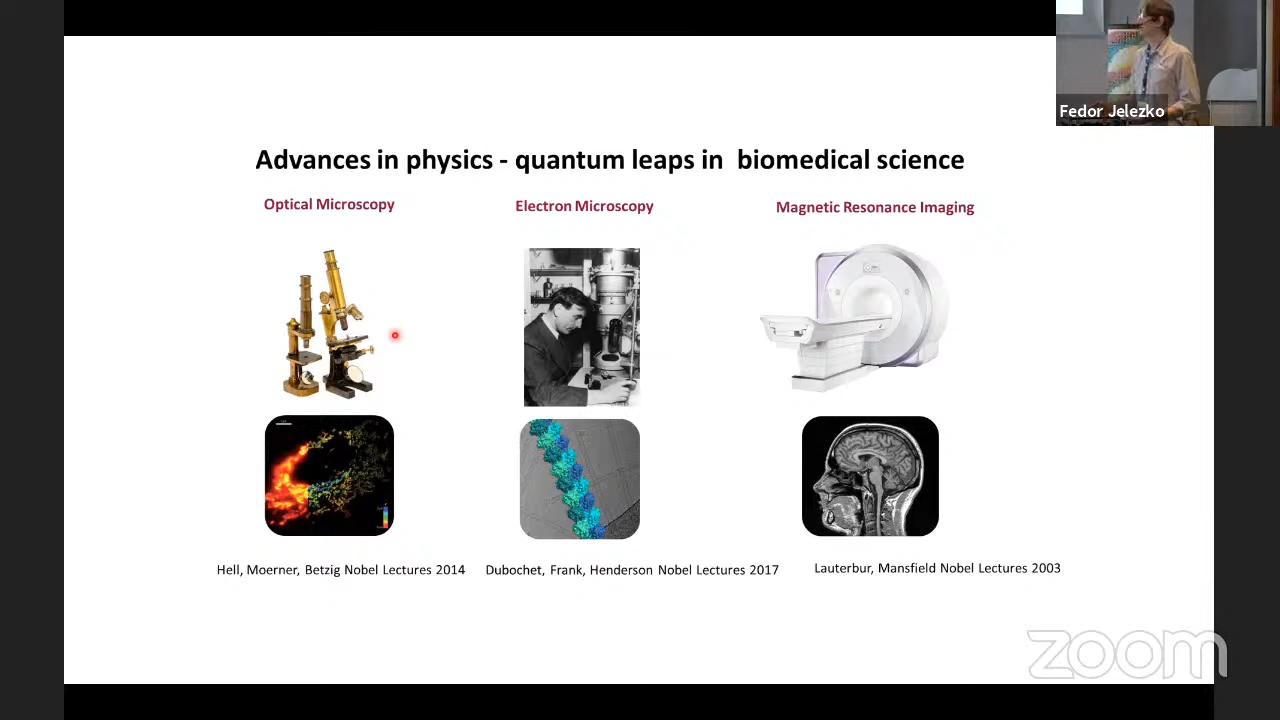 Fedor Jelezko
Advances in physics - quantum leaps in biomedical science
Optical Microscopy
Electron Microscopy
Magnetic Resonance Imaging
Hell, Moerner, Betzig Nobel Lectures 2014
Dubochet, Frank, Henderson Nobel Lectures 2017
Lauterbur, Mansfield Nobel Lectures 2003
zoom